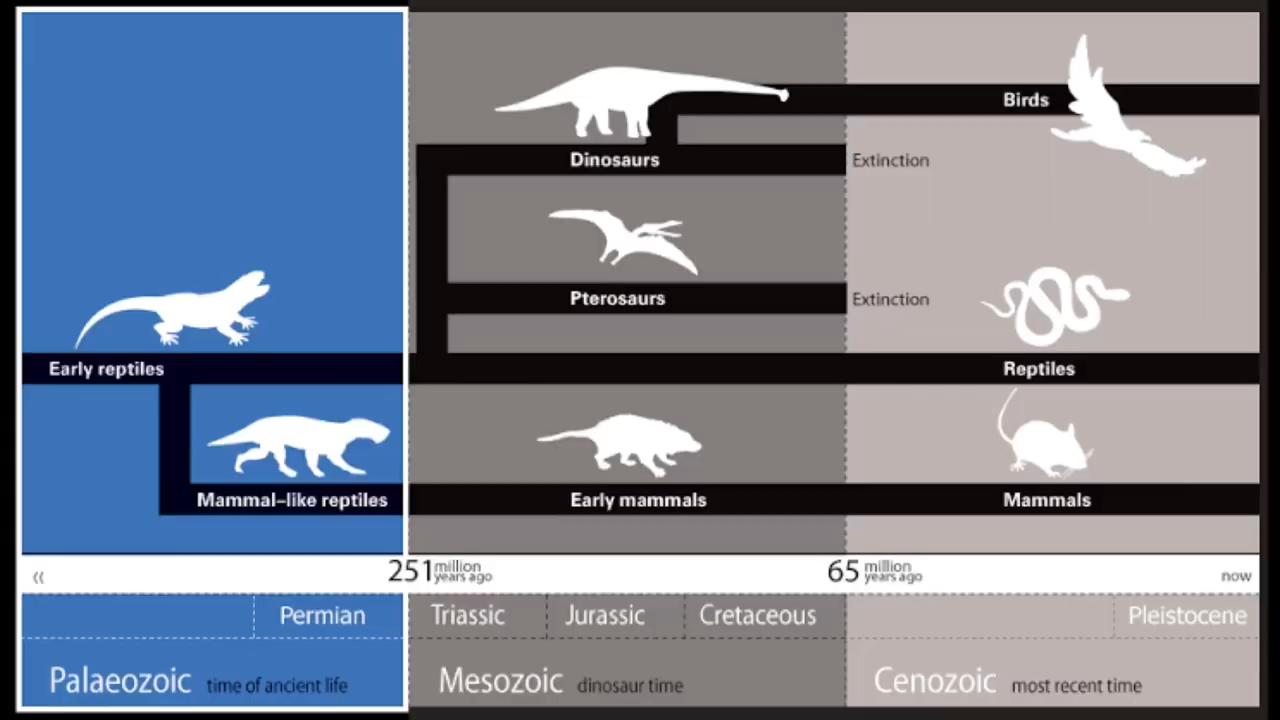 Birds
Dinosaurs
Extinction
Pterosaurs
Extinction
Early reptiles
Reptiles
Mammal–like reptiles
Early mammals
Mammals
«
251 million years ago
65 million years ago
now
Permian
Triassic
Jurassic
Cretaceous
Pleistocene
Palaeozoic time of ancient life
Mesozoic dinosaur time
Cenozoic most recent time